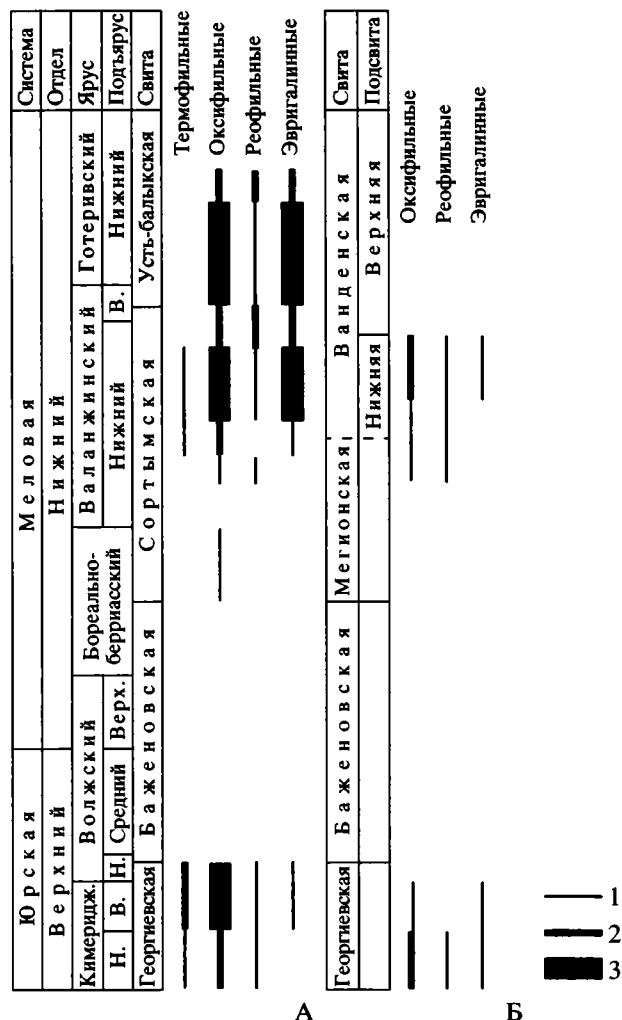 Система
Отдел
Ярус
Подъярус
Свита
Термофильные
Оксифильные
Реофильные
Эвригалинные
Меловая
Нижний
Готеривский
Нижний
Усть-балыкская
Валанжинский
В.
Нижний
Сортымская
Бореально-
берриасский
Баженовская
Юрская
Верхний
Волжский
Верх.
Средний
Н.
Кимеридж.
В.
Н.
Георгиевская
А
Свита
Подсвита
Оксифильные
Реофильные
Эвригалинные
Ванденская
Верхняя
Нижняя
Мегионская
Баженовская
Георгиевская
Б
1
2
3